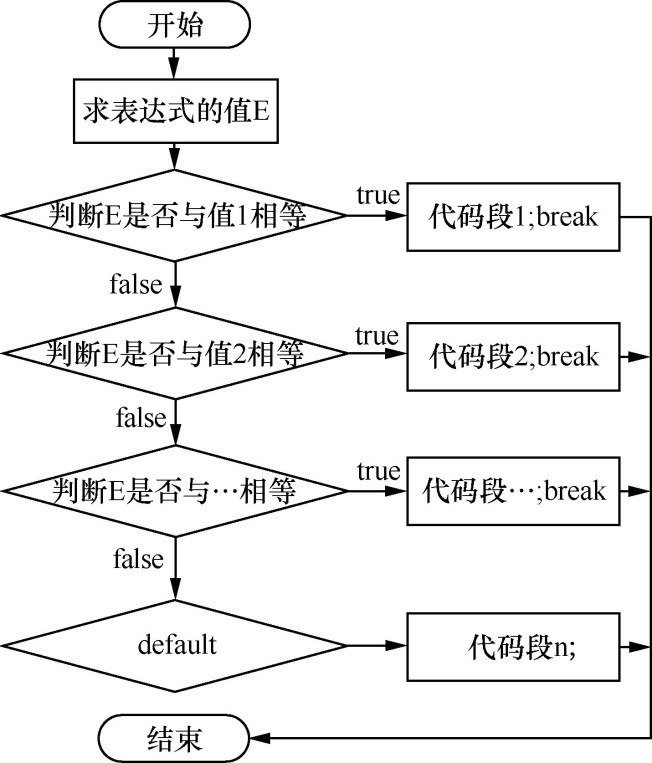 开始
求表达式的值E
判断E是否与值1相等
true
代码段1;break
false
判断E是否与值2相等
true
代码段2;break
false
判断E是否与…相等
true
代码段…;break
false
default
代码段n;
结束